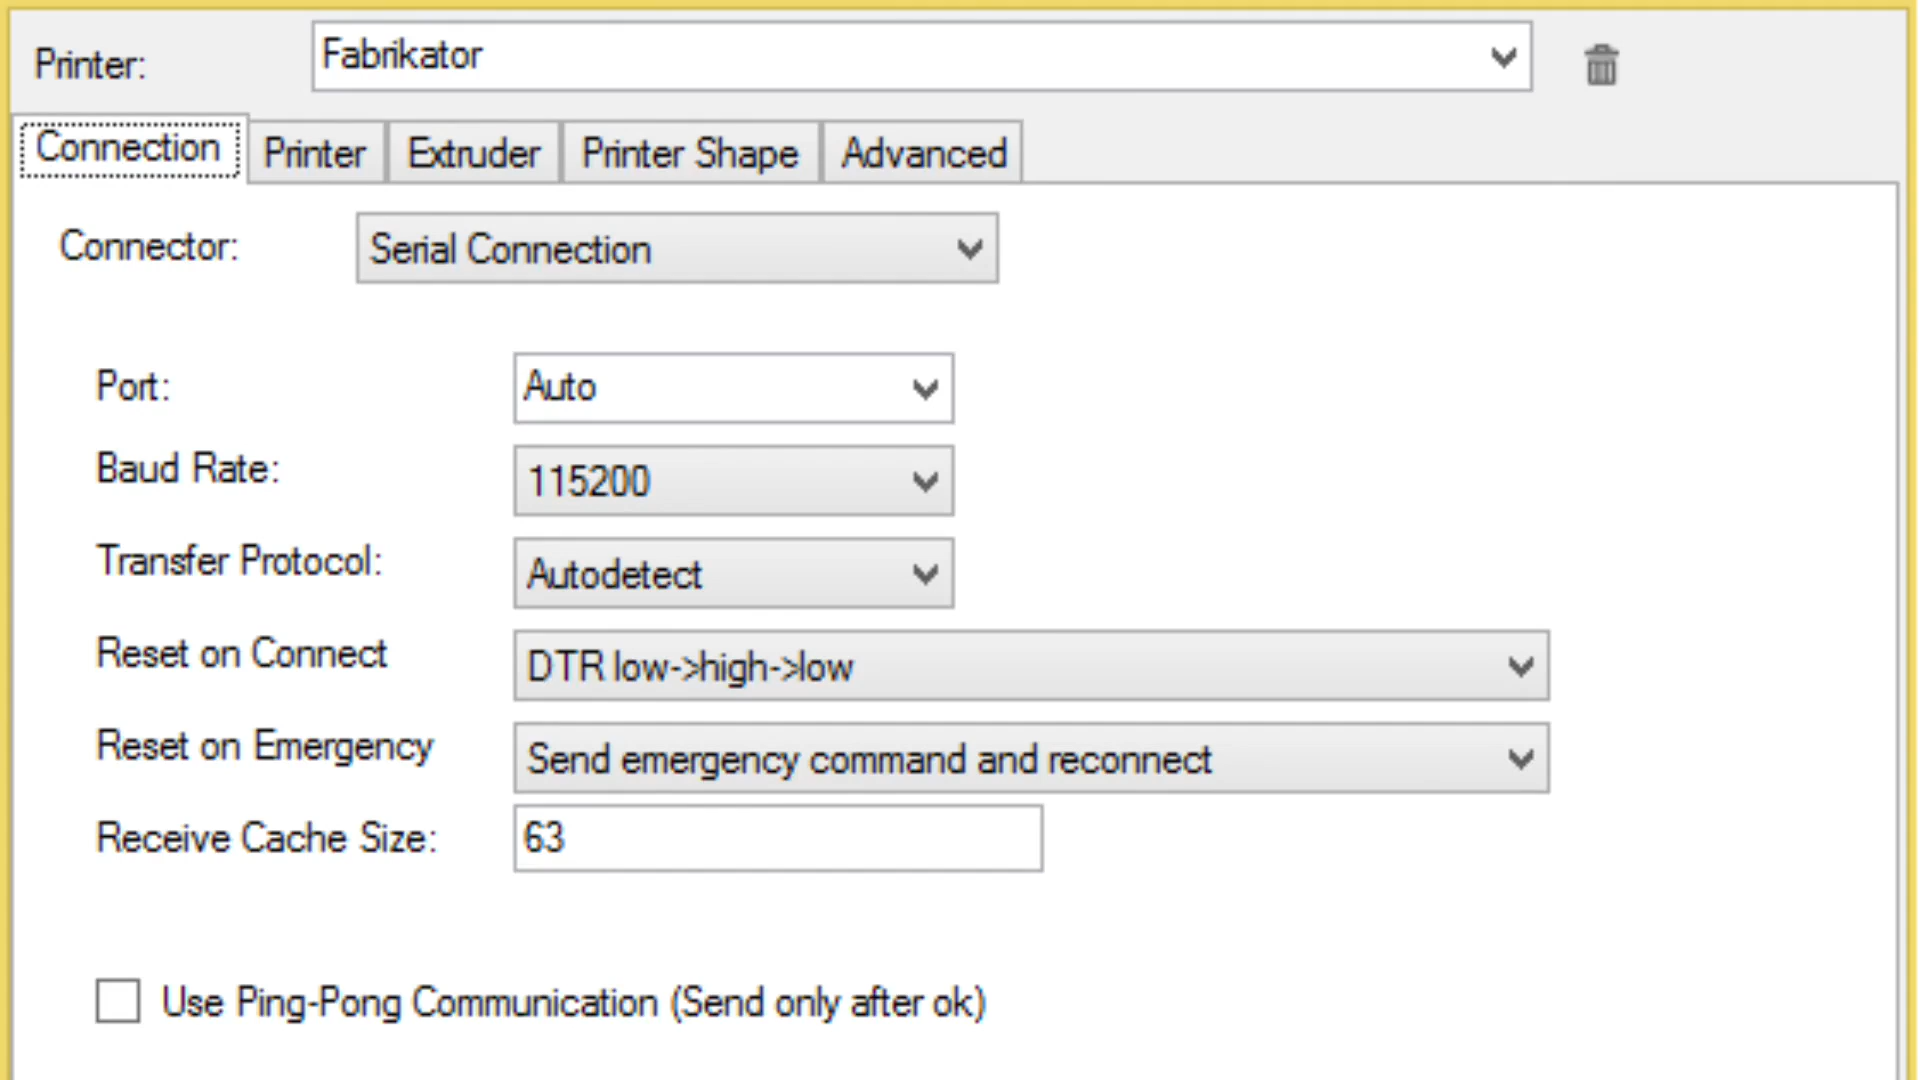 Printer: Fabrikator
Connection Printer Extruder Printer Shape Advanced
Connector: Serial Connection
Port: Auto
Baud Rate: 115200
Transfer Protocol: Autodetect
Reset on Connect DTR low->high->low
Reset on Emergency Send emergency command and reconnect
Receive Cache Size: 63
Use Ping-Pong Communication (Send only after ok)